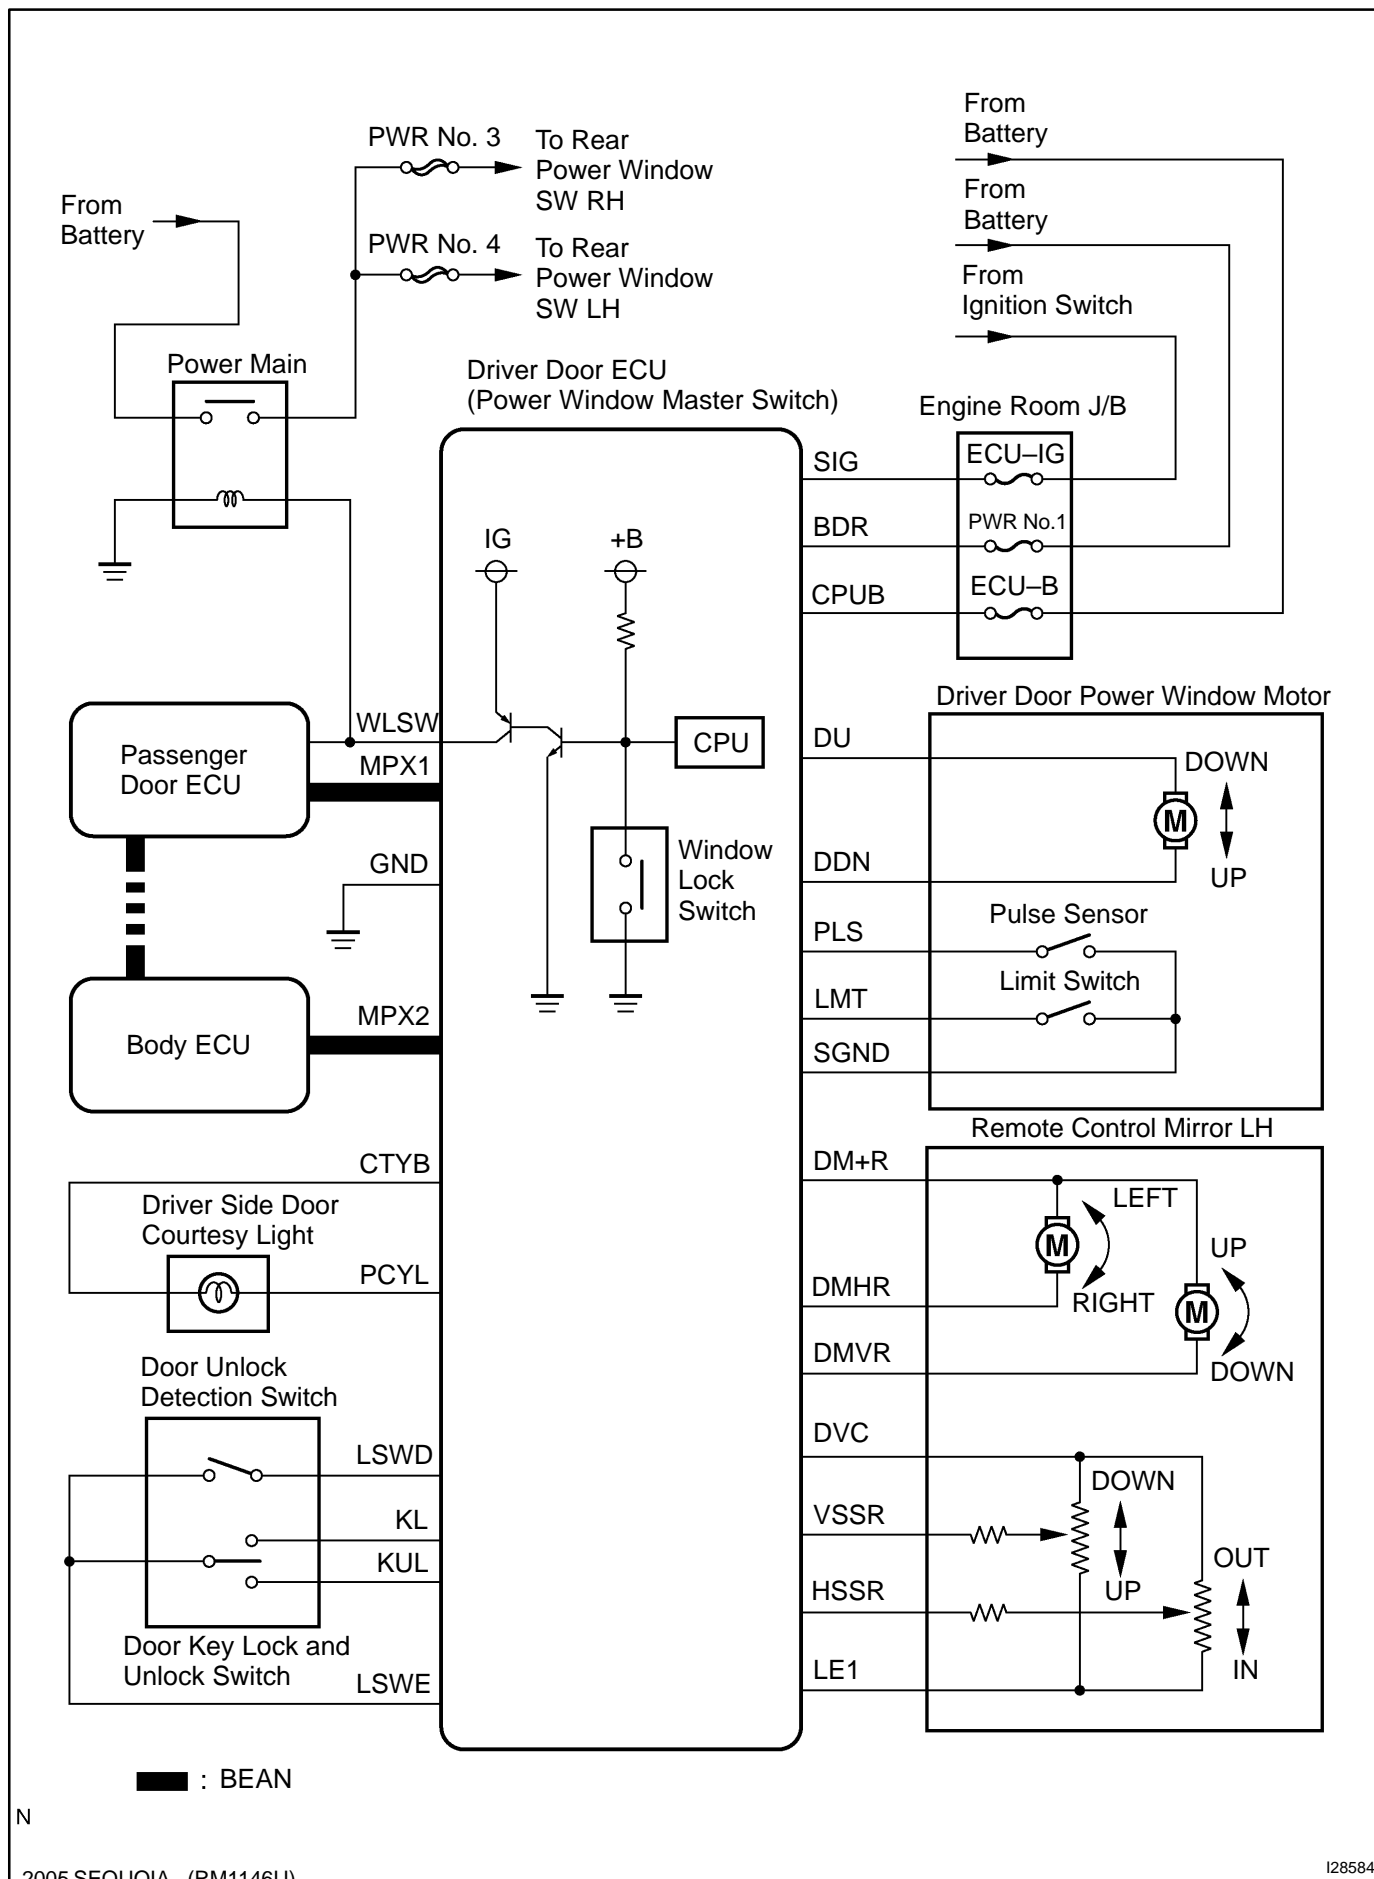 From
Battery
PWR No. 3
To Rear
Power Window
SW RH
From
Battery
From
Battery
PWR No. 4
To Rear
Power Window
SW LH
From
Ignition Switch
Power Main
Driver Door ECU
(Power Window Master Switch)
Engine Room J/B
SIG
ECU–IG
BDR
PWR No.1
CPUB
ECU–B
IG
+B
Driver Door Power Window Motor
Passenger
Door ECU
WLSW
MPX1
CPU
DU
DOWN
M
UP
GND
Window
Lock
Switch
DDN
PLS
Pulse Sensor
LMT
Limit Switch
SGND
Body ECU
MPX2
Remote Control Mirror LH
CTYB
Driver Side Door
Courtesy Light
PCYL
DM+R
LEFT
M
RIGHT
DMHR
UP
M
DOWN
DMVR
Door Unlock
Detection Switch
LSWD
KL
KUL
Door Key Lock and
Unlock Switch
LSWE
DVC
DOWN
UP
VSSR
OUT
IN
HSSR
LE1
: BEAN
N
2005 SEQUOIA (RM1146U)
I28584